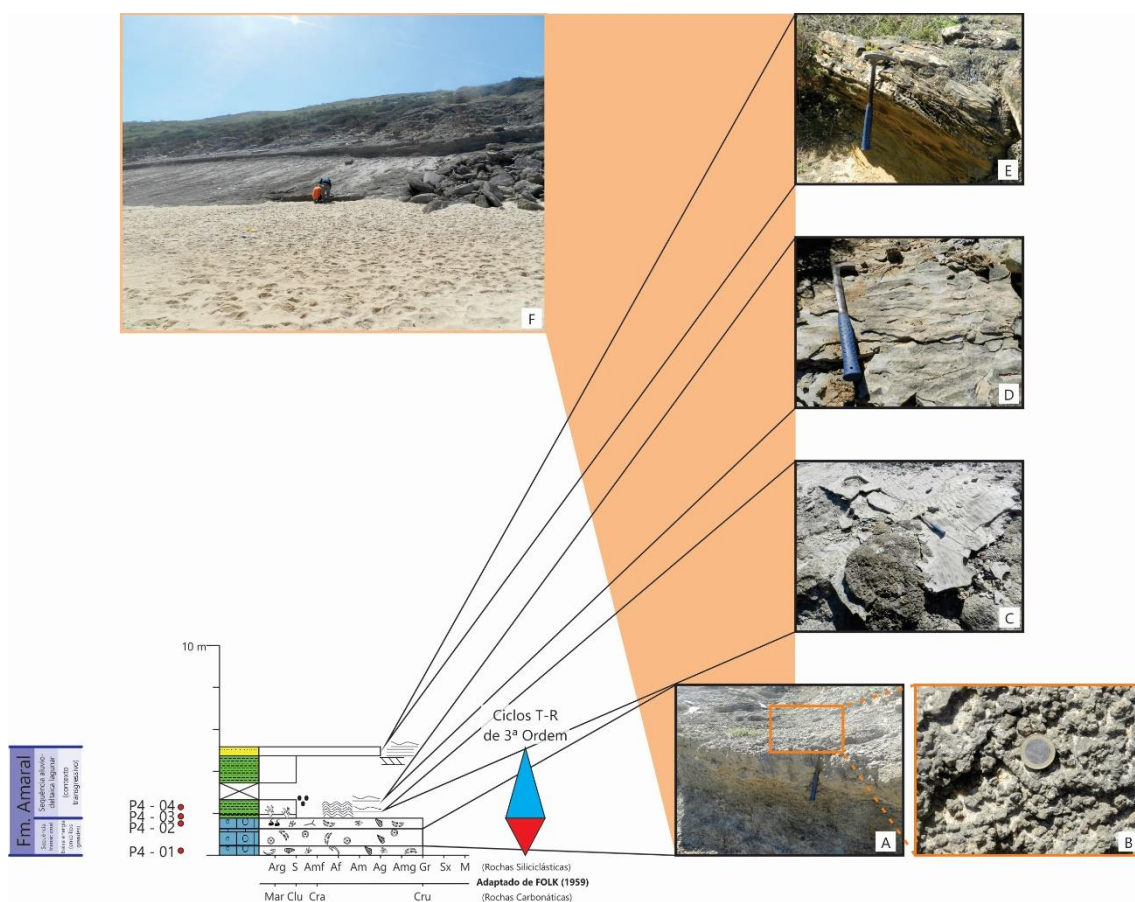 F
E
D
C
A
B
10 m
Ciclos T-R
de 3ª Ordem
Fm. Amaral
Sequência aluvio-
deltaica lagunar
(contexto
transgressivo)
P4 - 04
P4 - 03
P4 - 02
P4 - 01
Arg S Amf Af Am Ag Amg Gr Sx M
(Rochas Siliciclásticas)
Adaptado de FOLK (1959)
Mar Clu Cra Cru
(Rochas Carbonáticas)